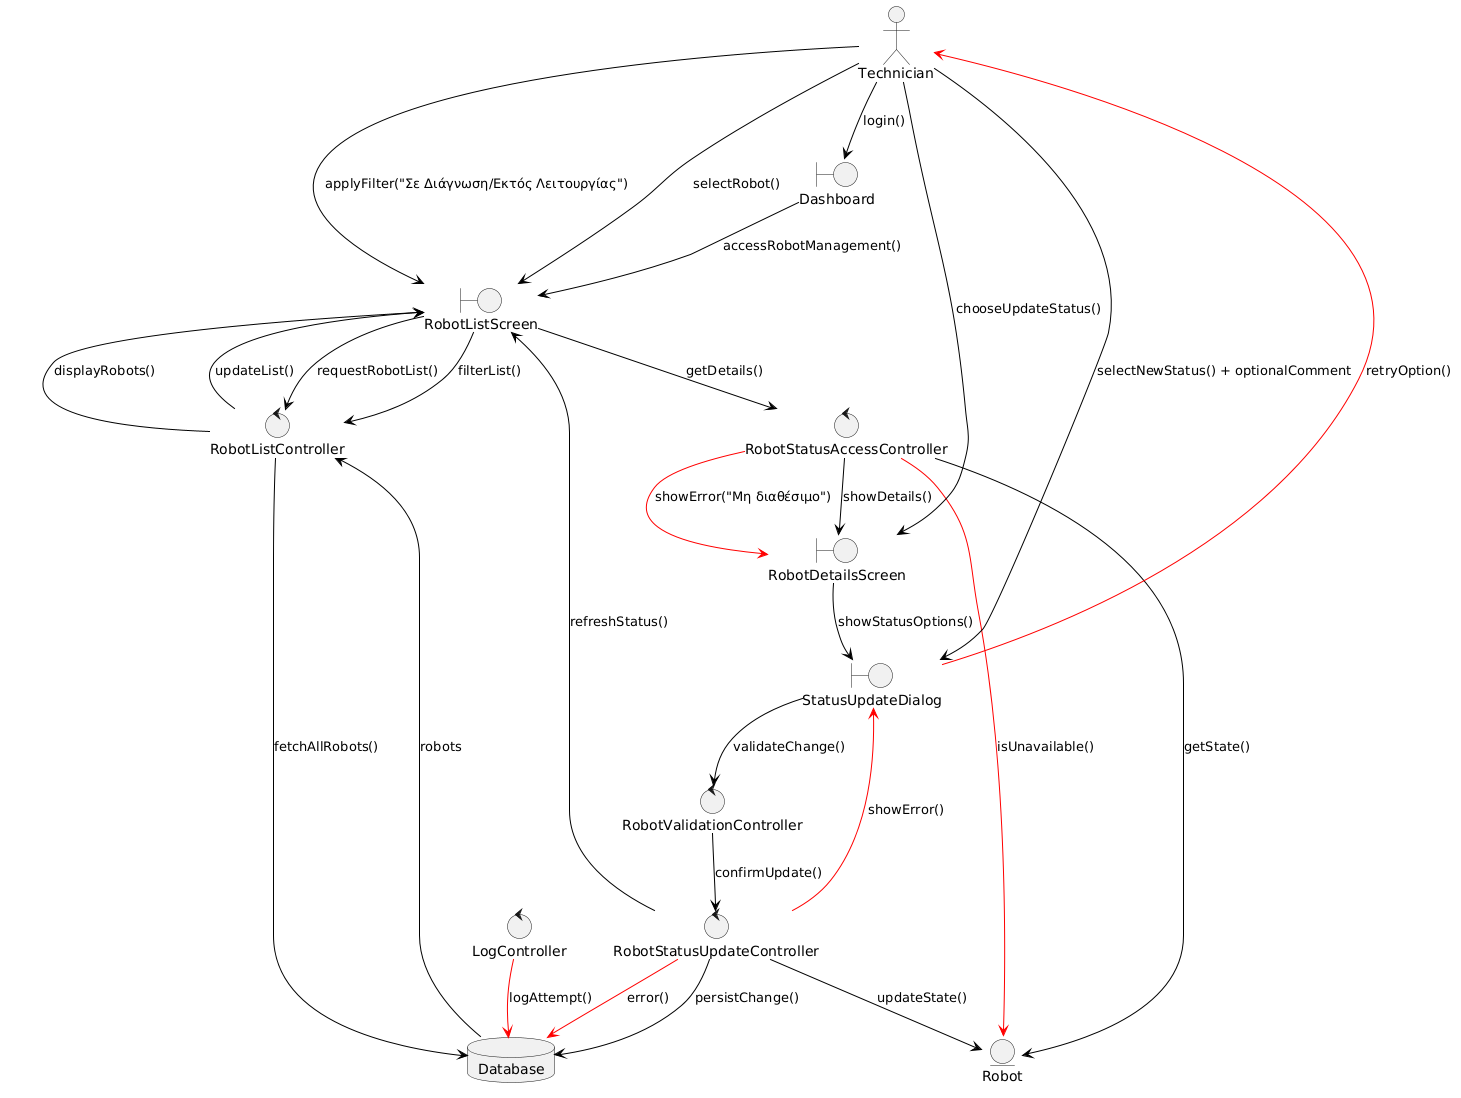 Technician
login()
applyFilter("Σε Διάγνωση/Εκτός Λειτουργίας")
selectRobot()
Dashboard
accessRobotManagement()
chooseUpdateStatus()
RobotListScreen
displayRobots()
updateList()
requestRobotList()
filterList()
getDetails()
selectNewStatus() + optionalComment
retryOption()
RobotListController
RobotStatusAccessController
showError("Μη διαθέσιμο")
showDetails()
RobotDetailsScreen
refreshStatus()
showStatusOptions()
StatusUpdateDialog
fetchAllRobots()
robots
validateChange()
isUnavailable()
getState()
showError()
RobotValidationController
confirmUpdate()
LogController
RobotStatusUpdateController
logAttempt()
error()
persistChange()
updateState()
Database
Robot